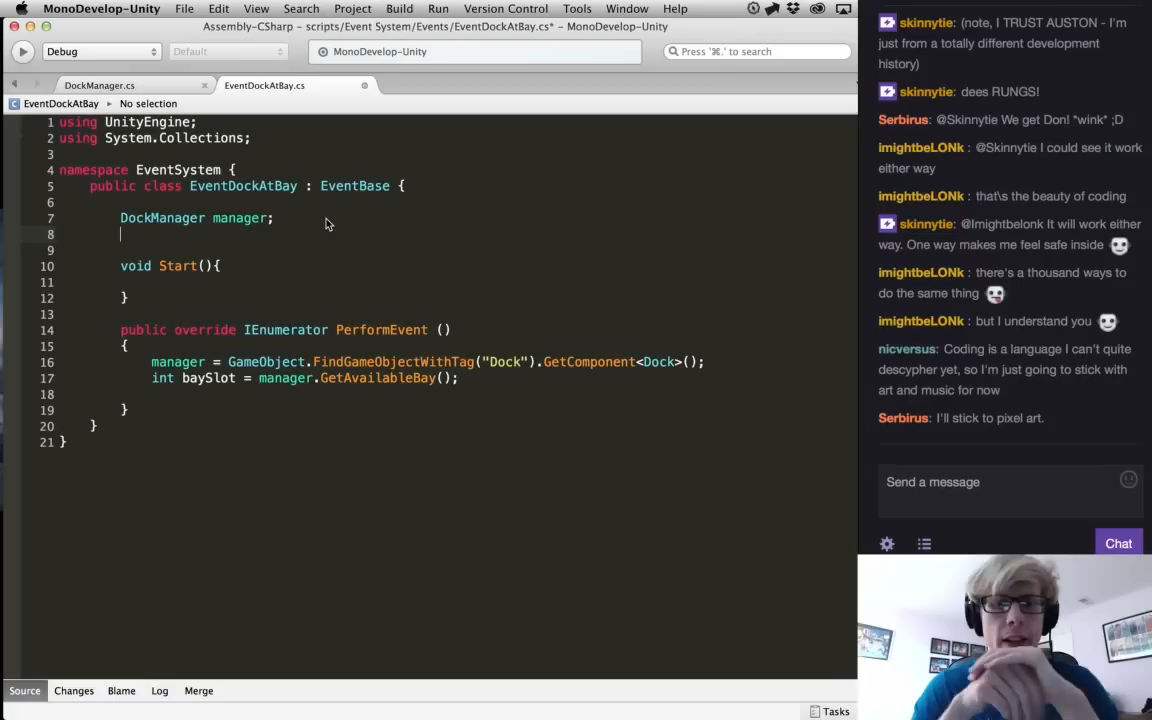 MonoDevelop-Unity File Edit View Search Project Build Run Version Control Tools Window Help
Assembly-CSharp - scripts/Event System/Events/EventDockAtBay.cs* - MonoDevelop-Unity
Debug Default MonoDevelop-Unity Press '⌘.' to search
DockManager.cs EventDockAtBay.cs
EventDockAtBay ▸ No selection
1 using UnityEngine;
2 using System.Collections;
3
4 namespace EventSystem {
5 public class EventDockAtBay : EventBase {
6
7 DockManager manager;
8
9
10 void Start(){
11
12 }
13
14 public override IEnumerator PerformEvent ()
15 {
16 manager = GameObject.FindGameObjectWithTag("Dock").GetComponent<Dock>();
17 int baySlot = manager.GetAvailableBay();
18
19 }
20 }
21 }
Source Changes Blame Log Merge
Tasks
skinnytie: (note, I TRUST AUSTON - I'm
just from a totally different development
history)
skinnytie: dees RUNGS!
Serbirus: @Skinnytie We get Don! *wink* ;D
imightbeLONk : @Skinnytie I could see it work
either way
imightbeLONk : that\s the beauty of coding
skinnytie: @Imightbelonk It will work either
way. One way makes me feel safe inside
imightbeLONk : there's a thousand ways to
do the same thing
imightbeLONk : but I understand you
nicversus: Coding is a language I can't quite
descypher yet, so I'm just going to stick with
art and music for now
Serbirus: I'll stick to pixel art.
Send a message
Chat